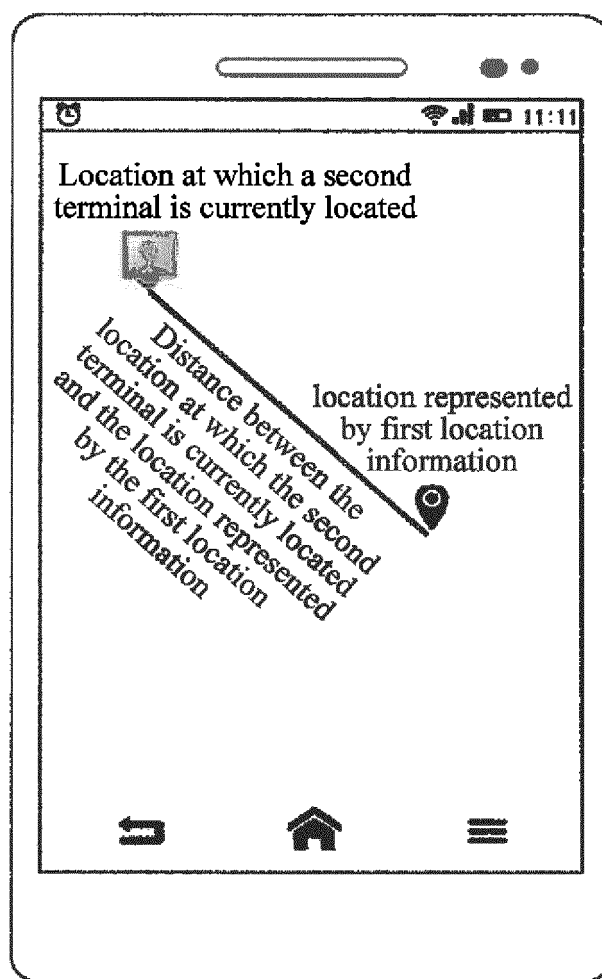 11:11
Location at which a second
terminal is currently located
Distance between the
location at which the second
terminal is currently located
and the location represented
by the first location
information
location represented
by first location
information